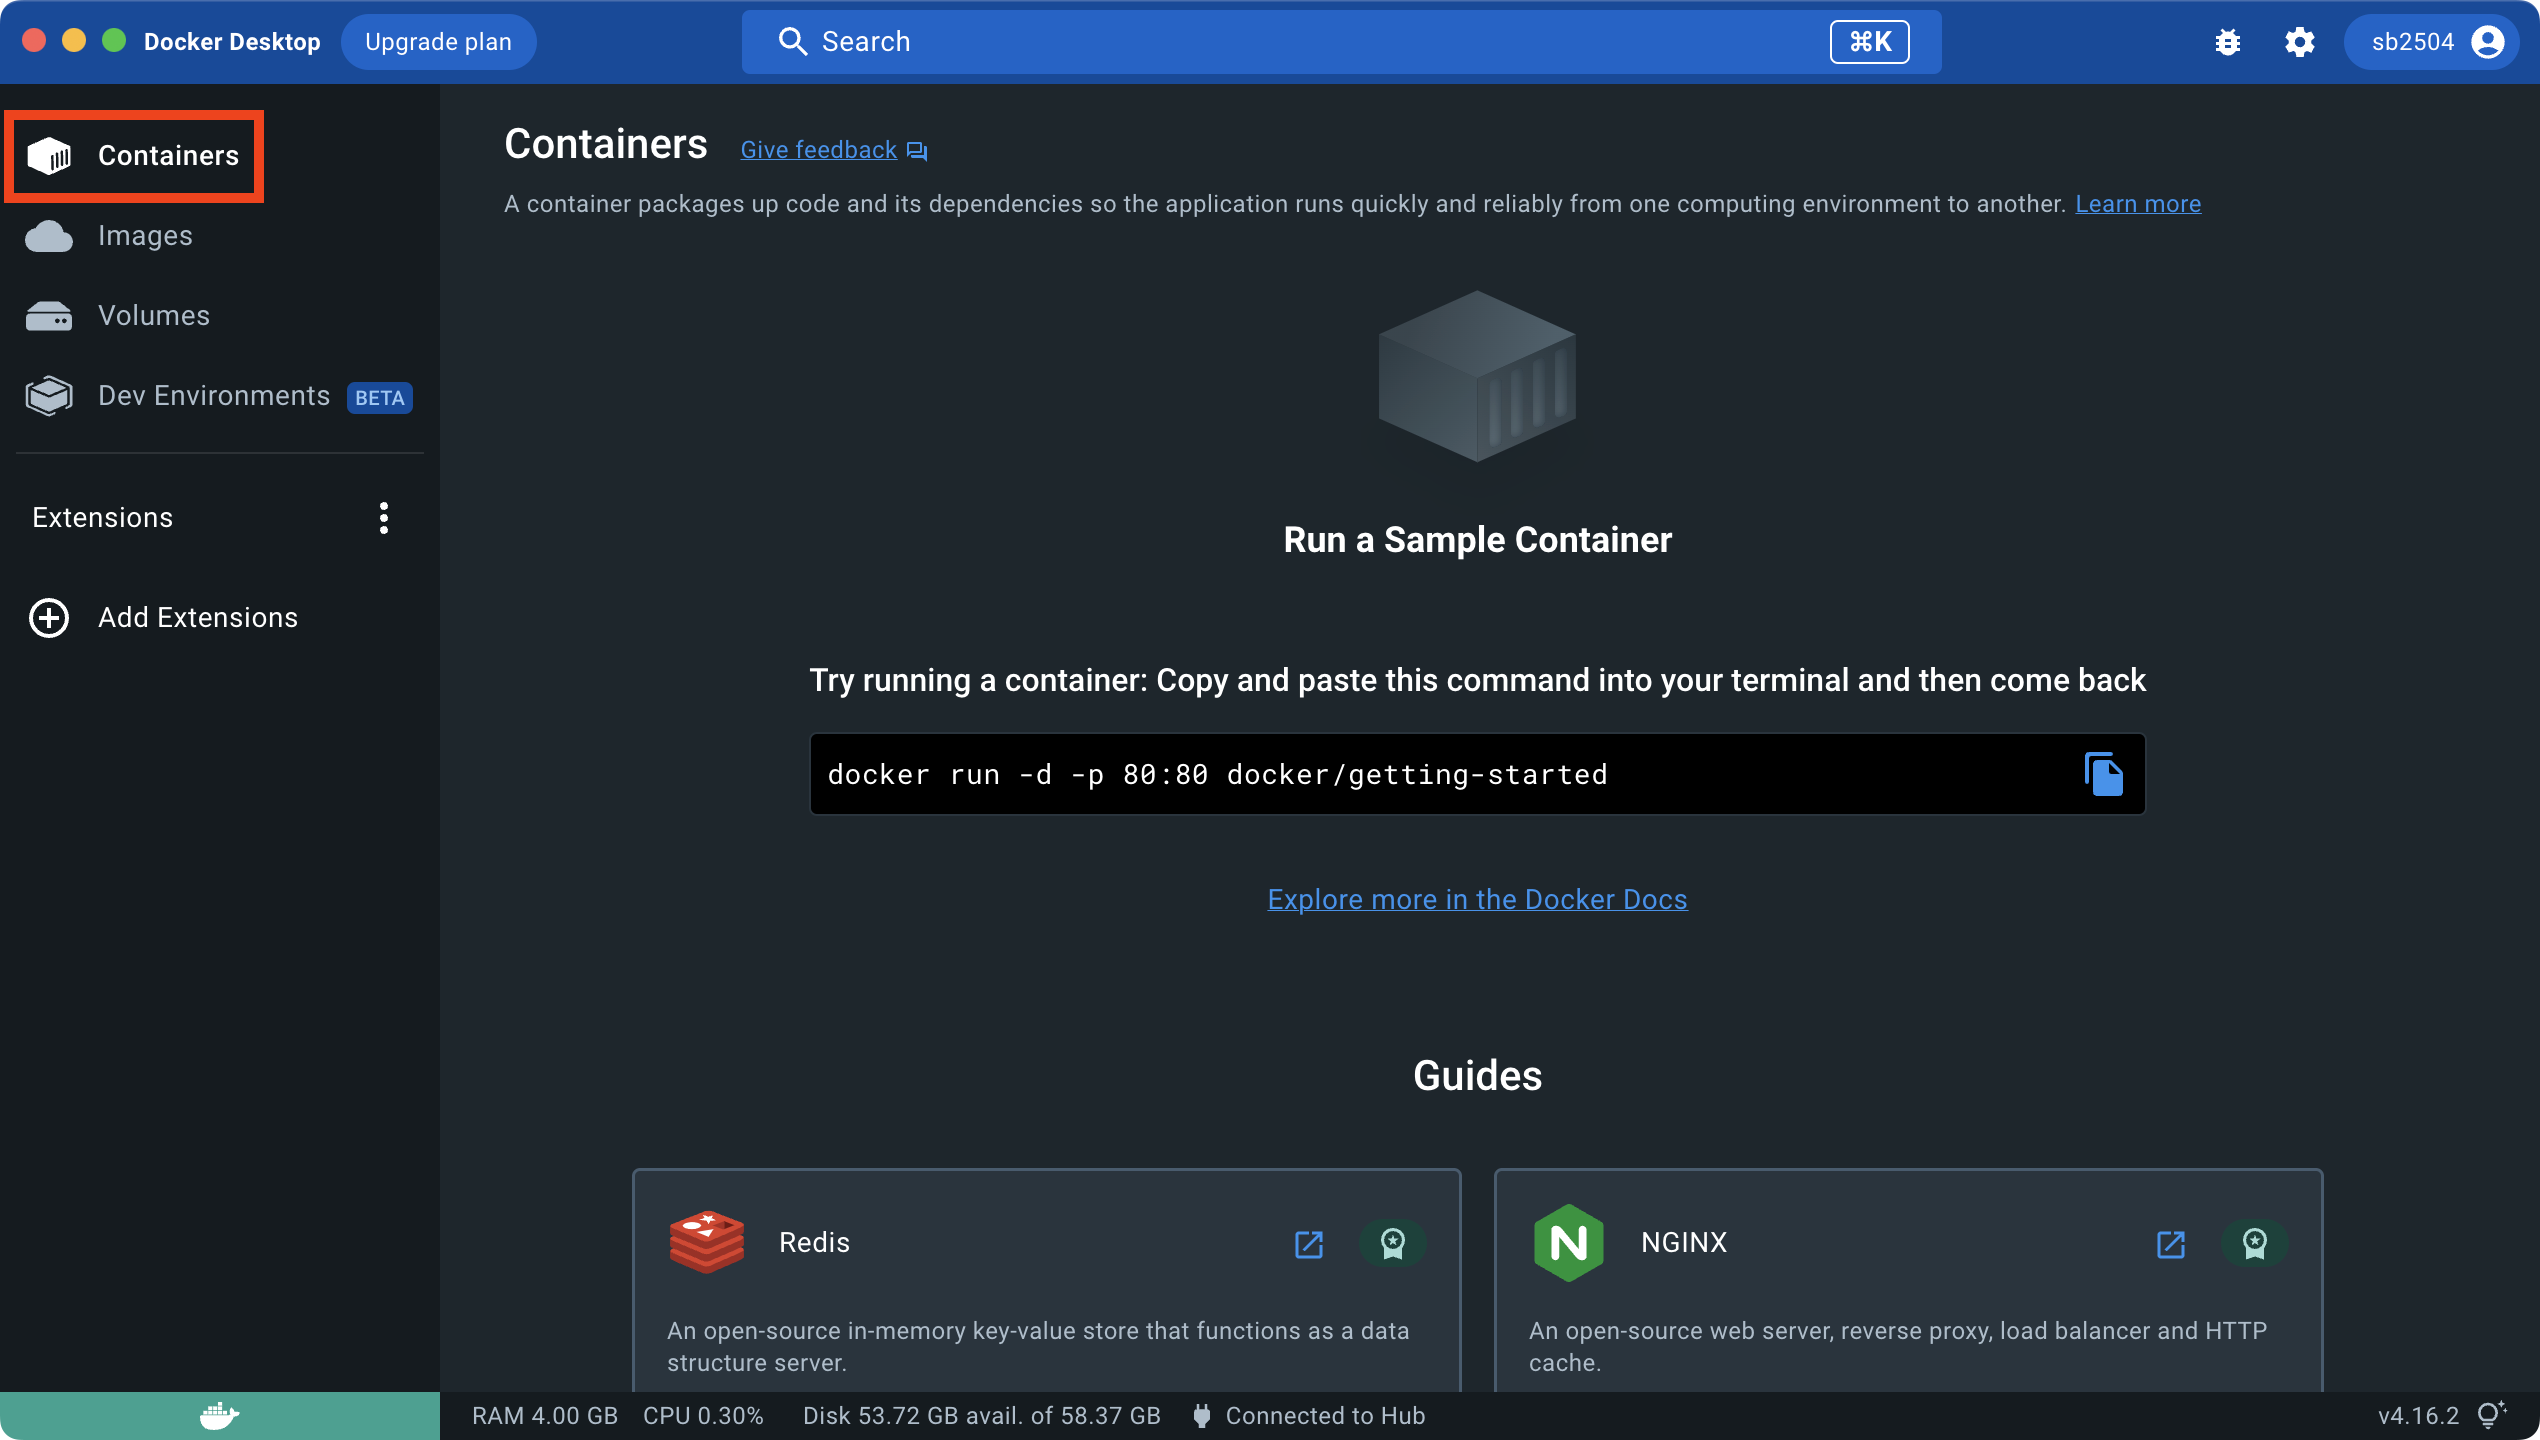 Docker Desktop
Upgrade plan
Search
⌘K
sb2504
Containers
Images
Volumes
Dev Environments BETA
Extensions
Add Extensions
Containers
Give feedback
A container packages up code and its dependencies so the application runs quickly and reliably from one computing environment to another. Learn more
Run a Sample Container
Try running a container: Copy and paste this command into your terminal and then come back
docker run -d -p 80:80 docker/getting-started
Explore more in the Docker Docs
Guides
Redis
An open-source in-memory key-value store that functions as a data
structure server.
N
NGINX
An open-source web server, reverse proxy, load balancer and HTTP
cache.
RAM 4.00 GB CPU 0.30% Disk 53.72 GB avail. of 58.37 GB Connected to Hub
v4.16.2